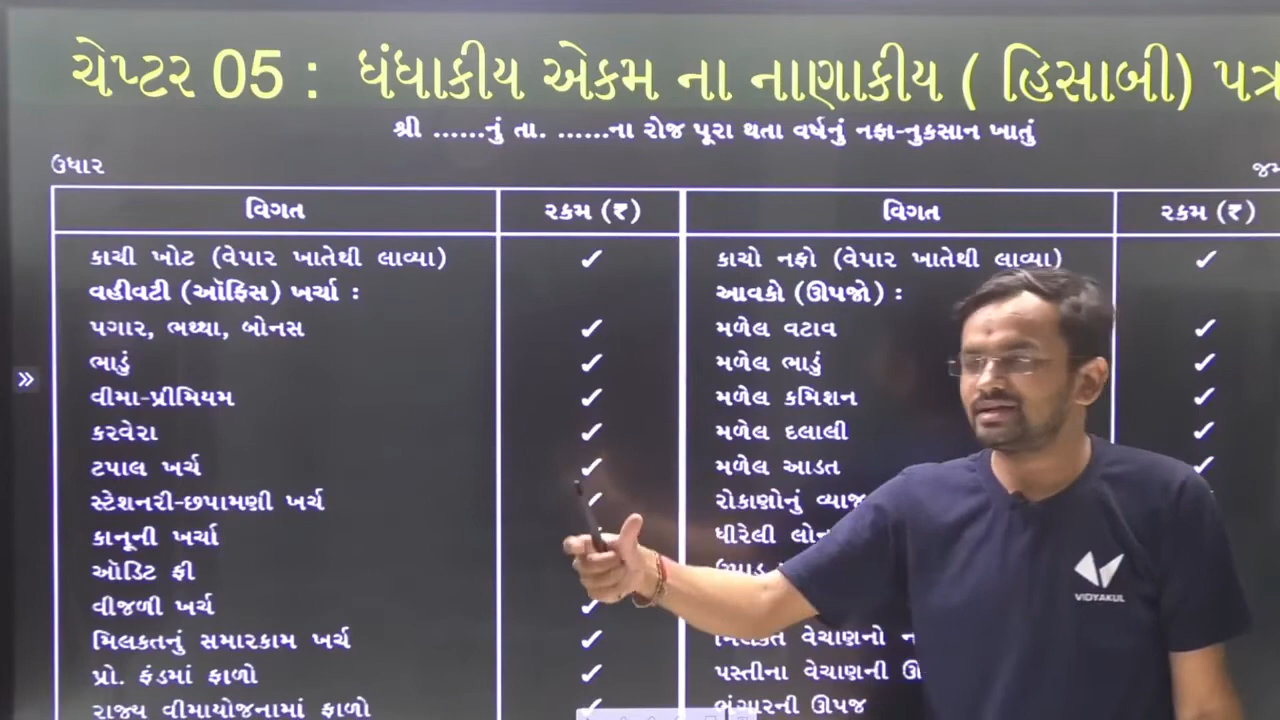 ચેપ્ટર 05 : ધંધાકીય એકમ ના નાણાકીય ( હિસાબી) પત્ર
શ્રી ......નું તા. ......ના રોજ પૂરા થતા વર્ષનું નફા-નુકસાન ખાતું
ઉધાર
વિગત રકમ (₹) વિગત રકમ (₹)
કાચી ખોટ (વેપાર ખાતેથી લાવ્યા) ✓ કાચો નફો (વેપાર ખાતેથી લાવ્યા) ✓
વહીવટી (ઑફિસ) ખર્ચા : આવકો (ઊપજો) :
પગાર, ભથ્થા, બોનસ ✓ મળેલ વટાવ ✓
ભાડું ✓ મળેલ ભાડું ✓
વીમા-પ્રીમિયમ ✓ મળેલ કમિશન ✓
કરવેરા ✓ મળેલ દલાલી ✓
ટપાલ ખર્ચ ✓ મળેલ આડત ✓
સ્ટેશનરી-છપામણી ખર્ચ ✓ રોકાણોનું વ્યાજ
કાનૂની ખર્ચા ધીરેલી
ઑડિટ ફી
વીજળી ખર્ચ ✓
મિલકતનું સમારકામ ખર્ચ ✓ મિલકત વેચાણનો
પ્રો. ફંડમાં ફાળો ✓ પસ્તીના વેચાણની
રાજ્ય વીમાયોજનામાં ફાળો ✓ ભંગારની ઊપજ
VIDYAKUL